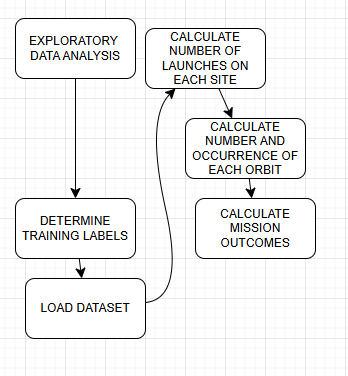 EXPLORATORY
DATA ANALYSIS
DETERMINE
TRAINING LABELS
LOAD DATASET
CALCULATE
NUMBER OF
LAUNCHES ON
EACH SITE
CALCULATE
NUMBER AND
OCCURRENCE OF
EACH ORBIT
CALCULATE
MISSION
OUTCOMES